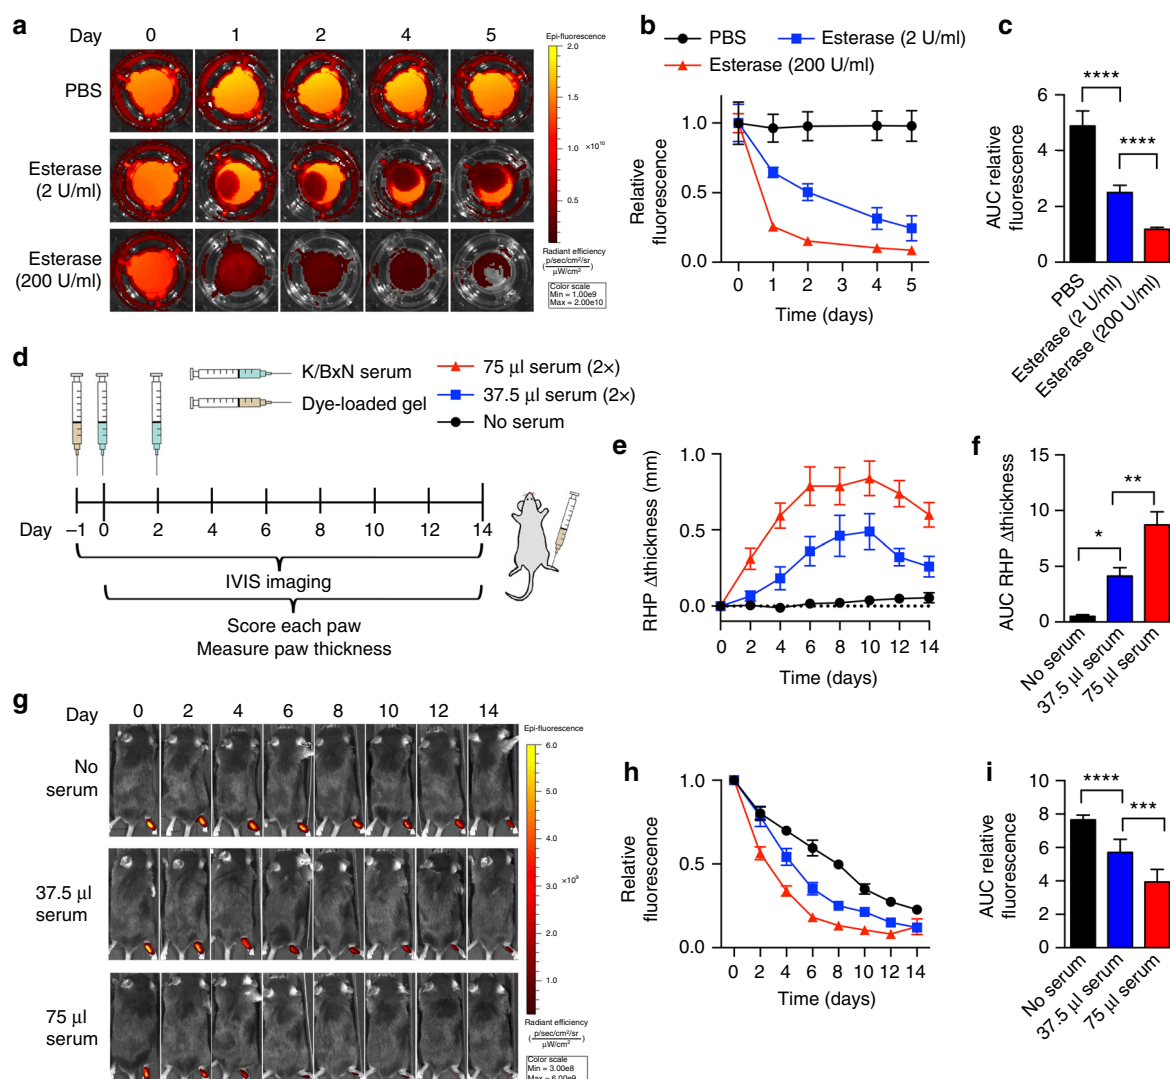 a
Day 0 1 2 4 5
PBS
Esterase
(2 U/ml)
Esterase
(200 U/ml)
Epi-fluorescence
2.0
1.5
×10¹⁰
1.0
0.5
Radiant efficiency
(p/sec/cm²/sr
μW/cm²)
Color scale
Min = 1.00e9
Max = 2.00e10
b
PBS Esterase (2 U/ml)
Esterase (200 U/ml)
Relative
fluorescence
1.0
0.5
0.0
0 1 2 4 5
Time (days)
c
****
****
AUC relative
fluorescence
6
4
2
0
PBS
Esterase (2 U/ml)
Esterase (200 U/ml)
d
K/BxN serum
Dye-loaded gel
75 μl serum (2×)
37.5 μl serum (2×)
No serum
Day –1 0 2 4 6 8 10 12 14
IVIS imaging
Score each paw
Measure paw thickness
e
RHP Δthickness (mm)
1.0
0.5
0.0
0 2 4 6 8 10 12 14
Time (days)
f
**
*
AUC RHP Δthickness
15
10
5
0
No serum
37.5 μl serum
75 μl serum
g
Day 0 2 4 6 8 10 12 14
No
serum
37.5 μl
serum
75 μl
serum
Epi-fluorescence
6.0
5.0
4.0
×10⁹
3.0
2.0
1.0
Radiant efficiency
(p/sec/cm²/sr
μW/cm²)
Color scale
Min = 3.00e8
Max = 6.00e9
h
Relative
fluorescence
1.0
0.5
0.0
0 2 4 6 8 10 12 14
Time (days)
i
****
***
AUC relative
fluorescence
10
8
6
4
2
0
No serum
37.5 μl serum
75 μl serum